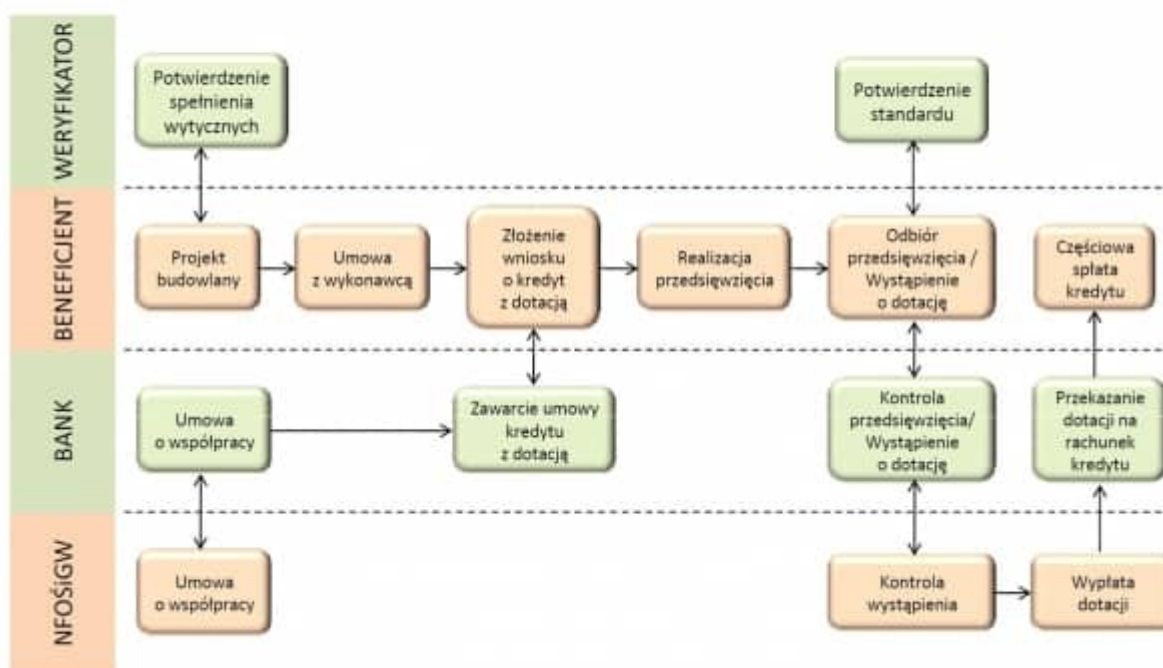 WERYFIKATOR
Potwierdzenie
spełnienia
wytycznych
Potwierdzenie
standardu
BENEFICJENT
Projekt
budowlany
Umowa
z wykonawcą
Złożenie
wniosku
o kredyt
z dotacją
Realizacja
przedsięwzięcia
Odbiór
przedsięwzięcia /
Wystąpienie
o dotację
Częściowa
spłata
kredytu
BANK
Umowa
o współpracy
Zawarcie umowy
kredytu
z dotacją
Kontrola
przedsięwzięcia/
Wystąpienie
o dotację
Przekazanie
dotacji na
rachunek
kredytu
NFOŚiGW
Umowa
o współpracy
Kontrola
wystąpienia
Wypłata
dotacji